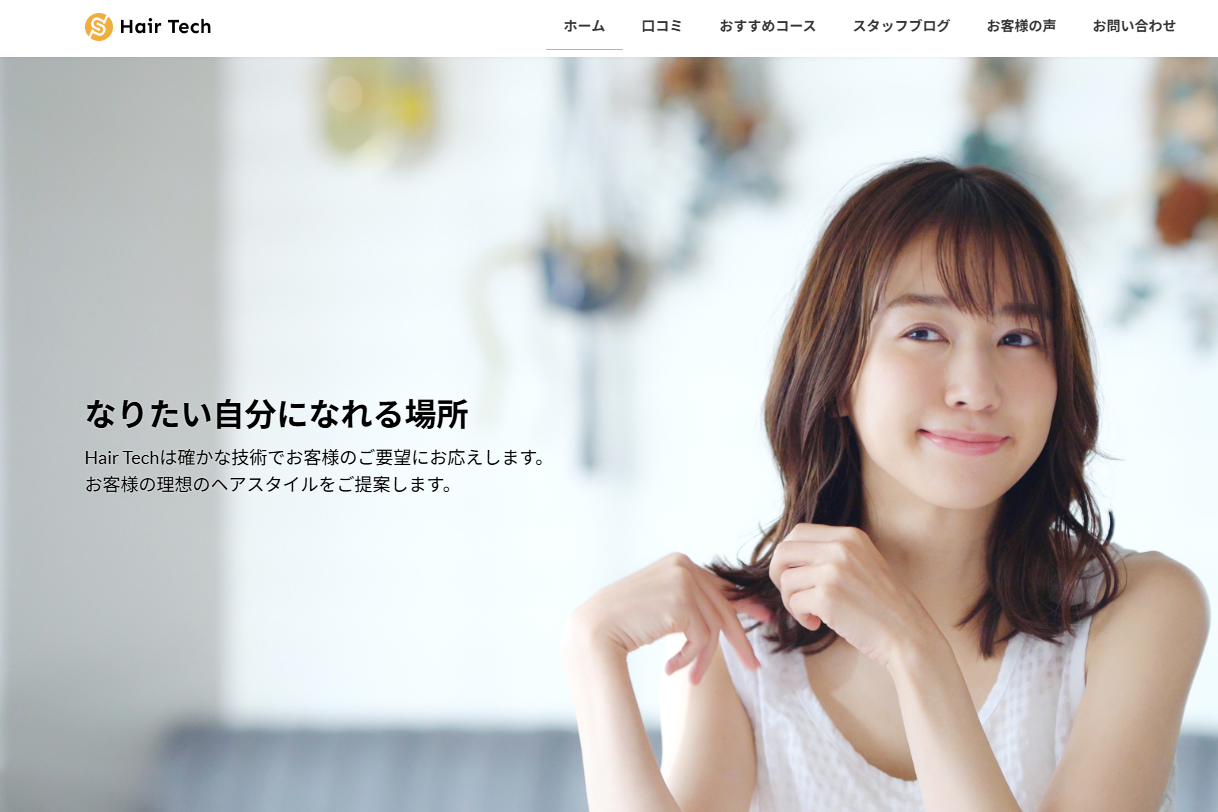 Hair Tech
ホーム 口コミ おすすめコース スタッフブログ お客様の声 お問い合わせ
なりたい自分になれる場所
Hair Techは確かな技術でお客様のご要望にお応えします。
お客様の理想のヘアスタイルをご提案します。